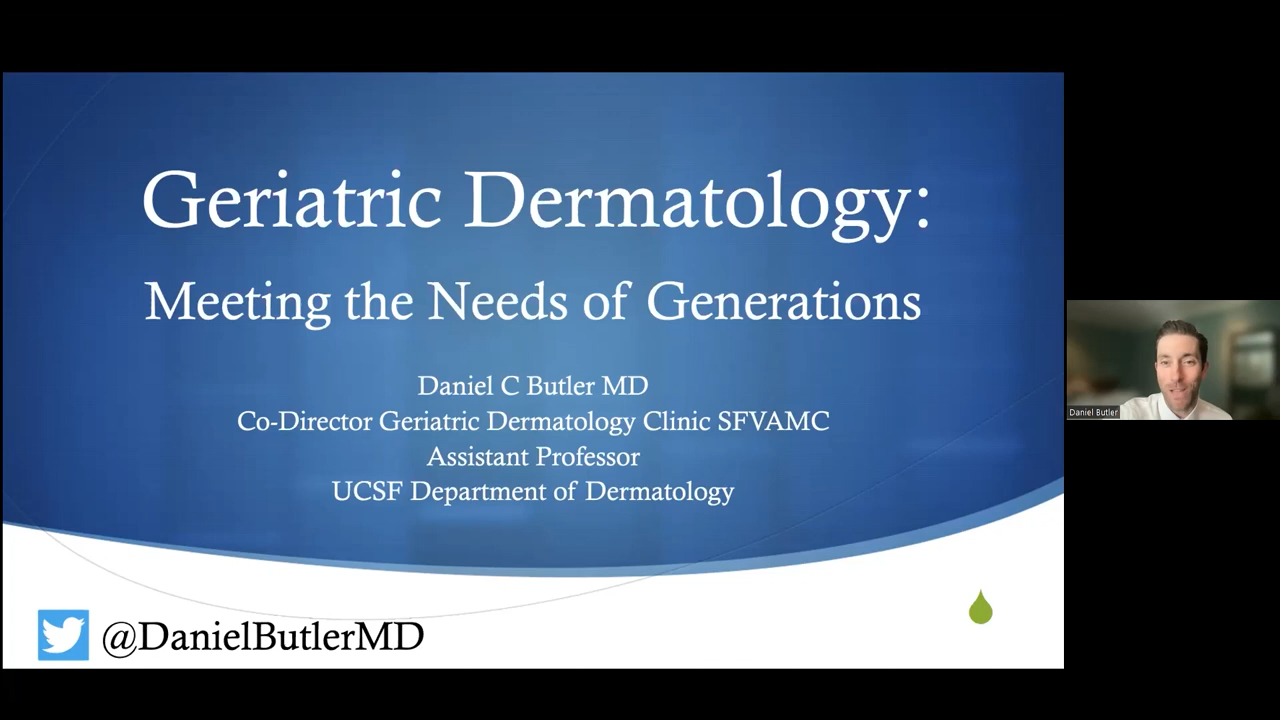 Geriatric Dermatology:
Meeting the Needs of Generations
Daniel C Butler MD
Co-Director Geriatric Dermatology Clinic SFVAMC
Assistant Professor
UCSF Department of Dermatology
@DanielButlerMD
Daniel Butler